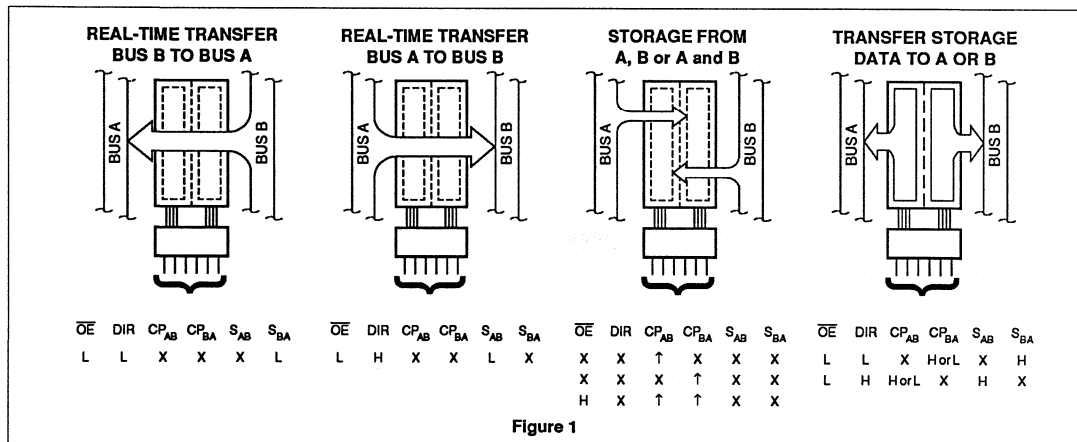 REAL-TIME TRANSFER
BUS B TO BUS A
BUS A
BUS B
OE DIR CPAB CPBA SAB SBA
L L X X X L
REAL-TIME TRANSFER
BUS A TO BUS B
BUS A
BUS B
OE DIR CPAB CPBA SAB SBA
L H X X L X
STORAGE FROM
A, B or A and B
BUS A
BUS B
OE DIR CPAB CPBA SAB SBA
X X ↑ X X X
X X X ↑ X X
H X ↑ ↑ X X
TRANSFER STORAGE
DATA TO A OR B
BUS A
BUS B
OE DIR CPAB CPBA SAB SBA
L L X H or L X H
L H H or L X H X
Figure 1